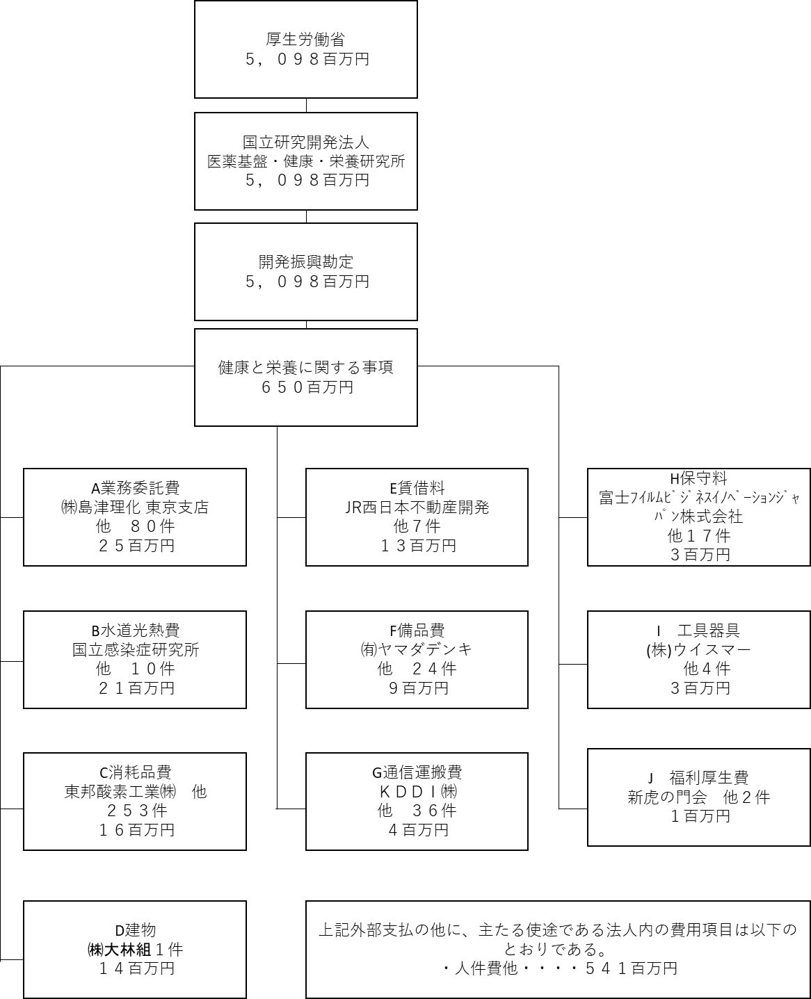 厚生労働省
５，０９８百万円
国立研究開発法人
医薬基盤・健康・栄養研究所
５，０９８百万円
開発振興勘定
５，０９８百万円
健康と栄養に関する事項
６５０百万円
A業務委託費
㈱島津理化 東京支店
他　８０件
２５百万円
B水道光熱費
国立感染症研究所
他　１０件
２１百万円
C消耗品費
東邦酸素工業㈱　他
２５３件
１６百万円
D建物
㈱大林組１件
１４百万円
E賃借料
JR西日本不動産開発
他７件
１３百万円
F備品費
㈲ヤマダデンキ
他　２４件
９百万円
G通信運搬費
ＫＤＤＩ㈱
他　３６件
４百万円
H保守料
富士ﾌｲﾙﾑﾋﾞｼﾞﾈｽｲﾉﾍﾞｰｼｮﾝｼﾞｬ
ﾊﾟﾝ株式会社
他１７件
３百万円
I　工具器具
(株)ウイスマー
他４件
３百万円
J　福利厚生費
新虎の門会　他２件
１百万円
上記外部支払の他に、主たる使途である法人内の費用項目は以下の
とおりである。
・人件費他・・・・５４１百万円